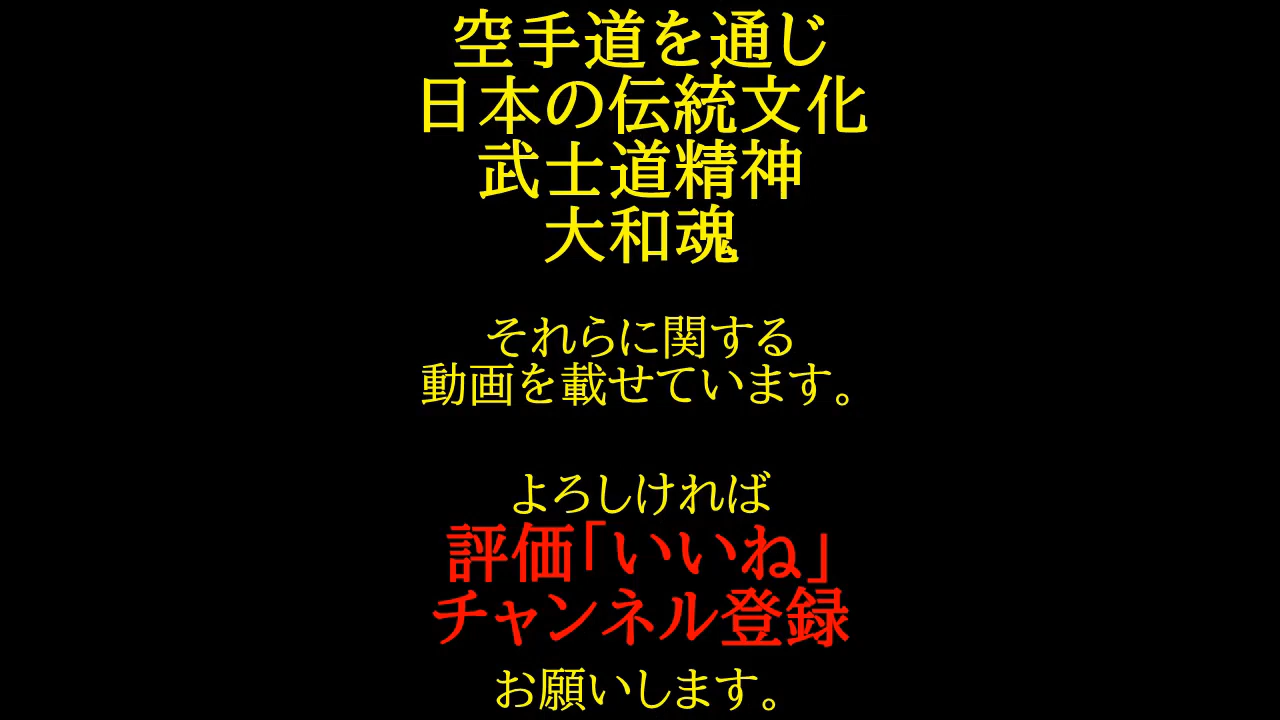 空手道を通じ
日本の伝統文化
武士道精神
大和魂
それらに関する
動画を載せています。
よろしければ
評価「いいね」
チャンネル登録
お願いします。